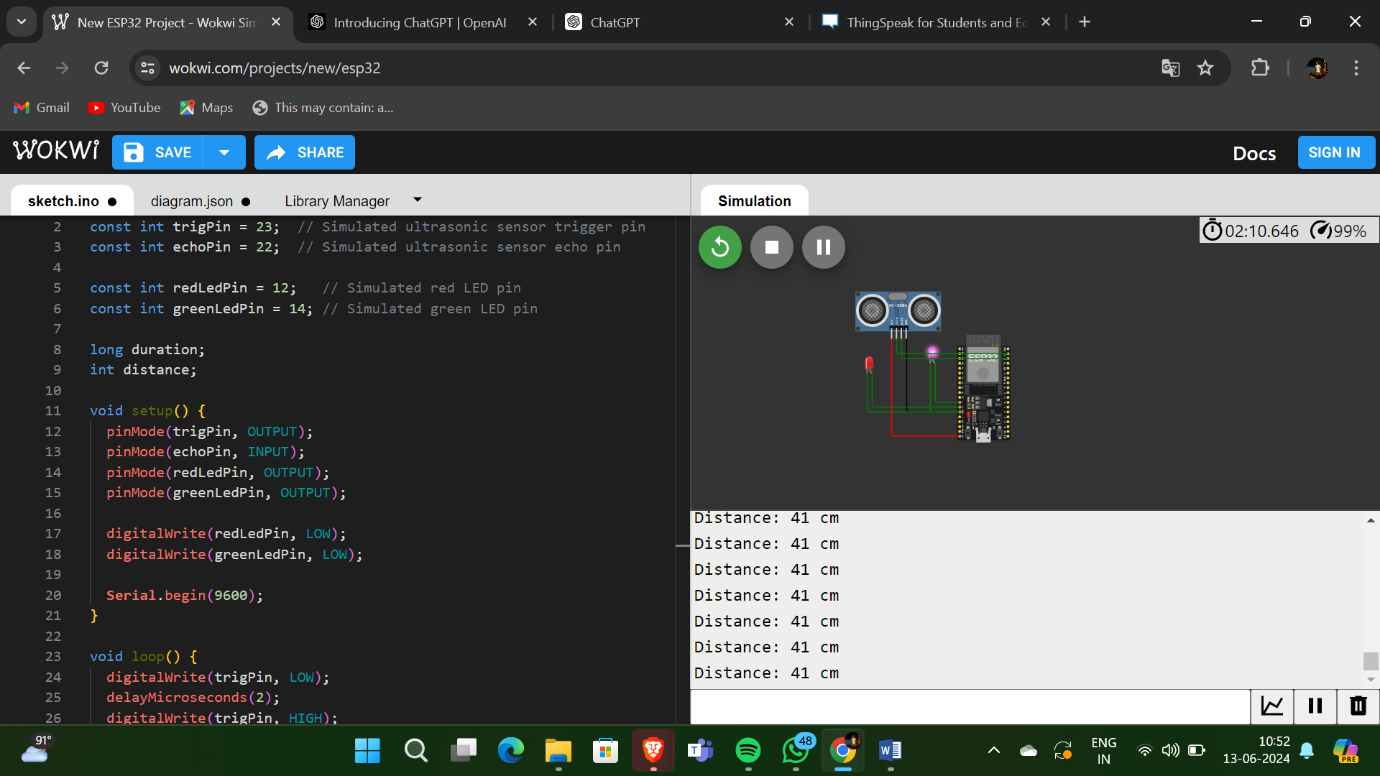 New ESP32 Project - Wokwi Sim
Introducing ChatGPT | OpenAI
ChatGPT
ThingSpeak for Students and Ed
wokwi.com/projects/new/esp32
Gmail
YouTube
Maps
This may contain: a...
WOKWI
SAVE
SHARE
Docs
SIGN IN
sketch.ino
diagram.json
Library Manager
Simulation
2 const int trigPin = 23;  // Simulated ultrasonic sensor trigger pin
3 const int echoPin = 22;  // Simulated ultrasonic sensor echo pin
4
5 const int redLedPin = 12;   // Simulated red LED pin
6 const int greenLedPin = 14; // Simulated green LED pin
7
8 long duration;
9 int distance;
10
11 void setup() {
12   pinMode(trigPin, OUTPUT);
13   pinMode(echoPin, INPUT);
14   pinMode(redLedPin, OUTPUT);
15   pinMode(greenLedPin, OUTPUT);
16
17   digitalWrite(redLedPin, LOW);
18   digitalWrite(greenLedPin, LOW);
19
20   Serial.begin(9600);
21 }
22
23 void loop() {
24   digitalWrite(trigPin, LOW);
25   delayMicroseconds(2);
26   digitalWrite(trigPin, HIGH);
02:10.646 99%
ESP32
Distance: 41 cm
Distance: 41 cm
Distance: 41 cm
Distance: 41 cm
Distance: 41 cm
Distance: 41 cm
Distance: 41 cm
91°
48
ENG
IN
10:52
13-06-2024
PRE